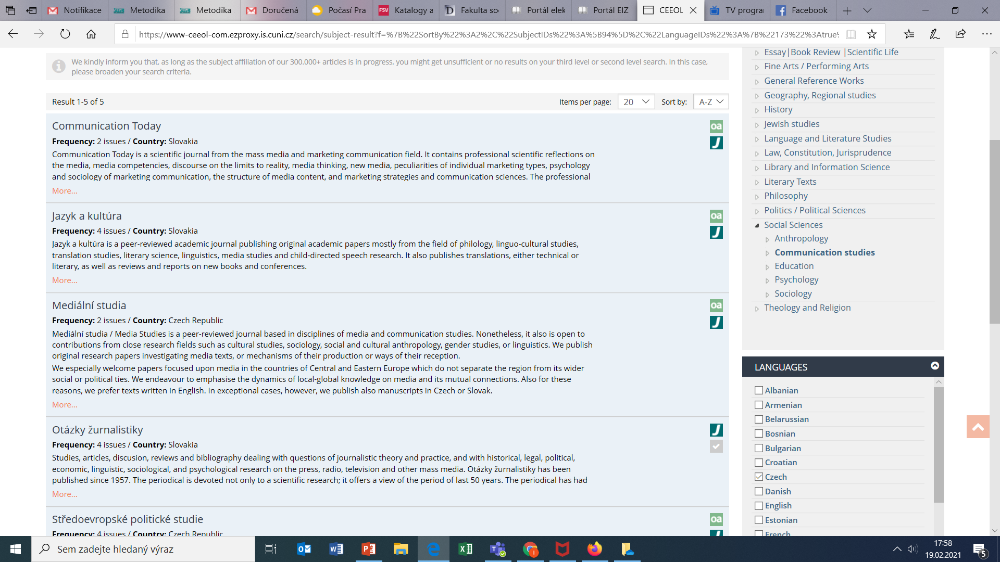 Notifikace
Metodika
Metodika
Doručená
Počasí Pra
FSV
Katalogy a
D
Fakulta so
Portál elek
Portál EIZ
CEEOL
TV progra
Facebook
https://www-ceeol-com.ezproxy.is.cuni.cz/search/subject-result?f=%7B%22SortBy%22%3A2%2C%22SubjectIDs%22%3A%5B94%5D%2C%22LanguageIDs%22%3A%7B%22173%22%3Atrue%
We kindly inform you that, as long as the subject affiliation of our 300.000+ articles is in progress, you might get unsufficient or no results on your third level or second level search. In this case,
please broaden your search criteria.
Result 1-5 of 5
Items per page:
20
Sort by:
A-Z
Communication Today
oa
Frequency: 2 issues / Country: Slovakia
J
Communication Today is a scientific journal from the mass media and marketing communication field. It contains professional scientific reflections on
the media, media competencies, discourse on the limits to reality, media thinking, new media, peculiarities of individual marketing types, psychology
and sociology of marketing communication, the structure of media content, and marketing strategies and communication sciences. The professional
More...
Jazyk a kultúra
oa
Frequency: 4 issues / Country: Slovakia
J
Jazyk a kultúra is a peer-reviewed academic journal publishing original academic papers mostly from the field of philology, linguo-cultural studies,
translation studies, literary science, linguistics, media studies and child-directed speech research. It also publishes translations, either technical or
literary, as well as reviews and reports on new books and conferences.
More...
Mediální studia
oa
Frequency: 2 issues / Country: Czech Republic
J
Mediální studia / Media Studies is a peer-reviewed journal based in disciplines of media and communication studies. Nonetheless, it also is open to
contributions from close research fields such as cultural studies, sociology, social and cultural anthropology, gender studies, or linguistics. We publish
original research papers investigating media texts, or mechanisms of their production or ways of their reception.
We especially welcome papers focused upon media in the countries of Central and Eastern Europe which do not separate the region from its wider
social or political ties. We endeavour to emphasise the dynamics of local-global knowledge on media and its mutual connections. Also for these
reasons, we prefer texts written in English. In exceptional cases, however, we publish also manuscripts in Czech or Slovak.
More...
Otázky žurnalistiky
J
Frequency: 4 issues / Country: Slovakia
Studies, articles, discusion, reviews and bibliography dealing with questions of journalistic theory and practice, and with historical, legal, political,
economic, linguistic, sociological, and psychological research on the press, radio, television and other mass media. Otázky žurnalistiky has been
published since 1957. The periodical is devoted not only to a scientific research; it offers a view of the period of last 50 years. The periodical has had
More...
Středoevropské politické studie
oa
Frequency: 4 issues / Country: Czech Republic
Essay|Book Review |Scientific Life
Fine Arts / Performing Arts
General Reference Works
Geography, Regional studies
History
Jewish studies
Language and Literature Studies
Law, Constitution, Jurisprudence
Library and Information Science
Literary Texts
Philosophy
Politics / Political Sciences
Social Sciences
Anthropology
Communication studies
Education
Psychology
Sociology
Theology and Religion
LANGUAGES
Albanian
Armenian
Belarussian
Bosnian
Bulgarian
Croatian
Czech
Danish
English
Estonian
French
Sem zadejte hledaný výraz
17:58
19.02.2021
5